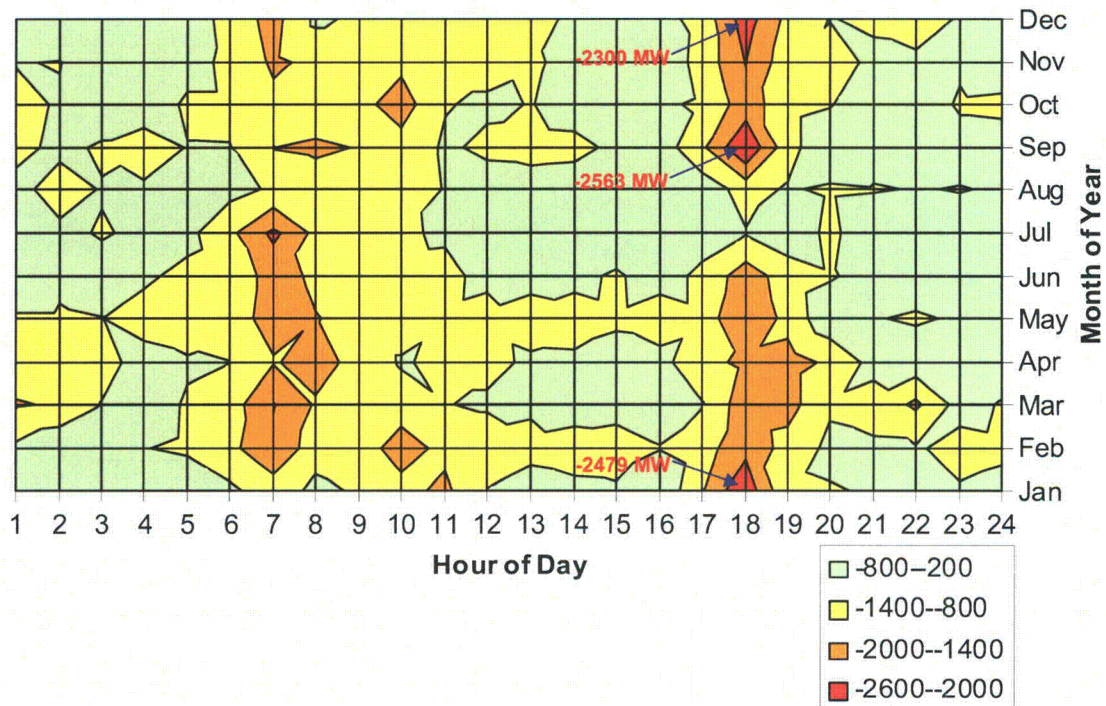 Dec
-2300 MW
Nov
Oct
Sep
-2563 MW
Aug
Jul
Jun
May
Apr
Mar
Feb
-2479 MW
Jan
Month of Year
1 2 3 4 5 6 7 8 9 10 11 12 13 14 15 16 17 18 19 20 21 22 23 24
Hour of Day
-800–200
-1400--800
-2000--1400
-2600--2000